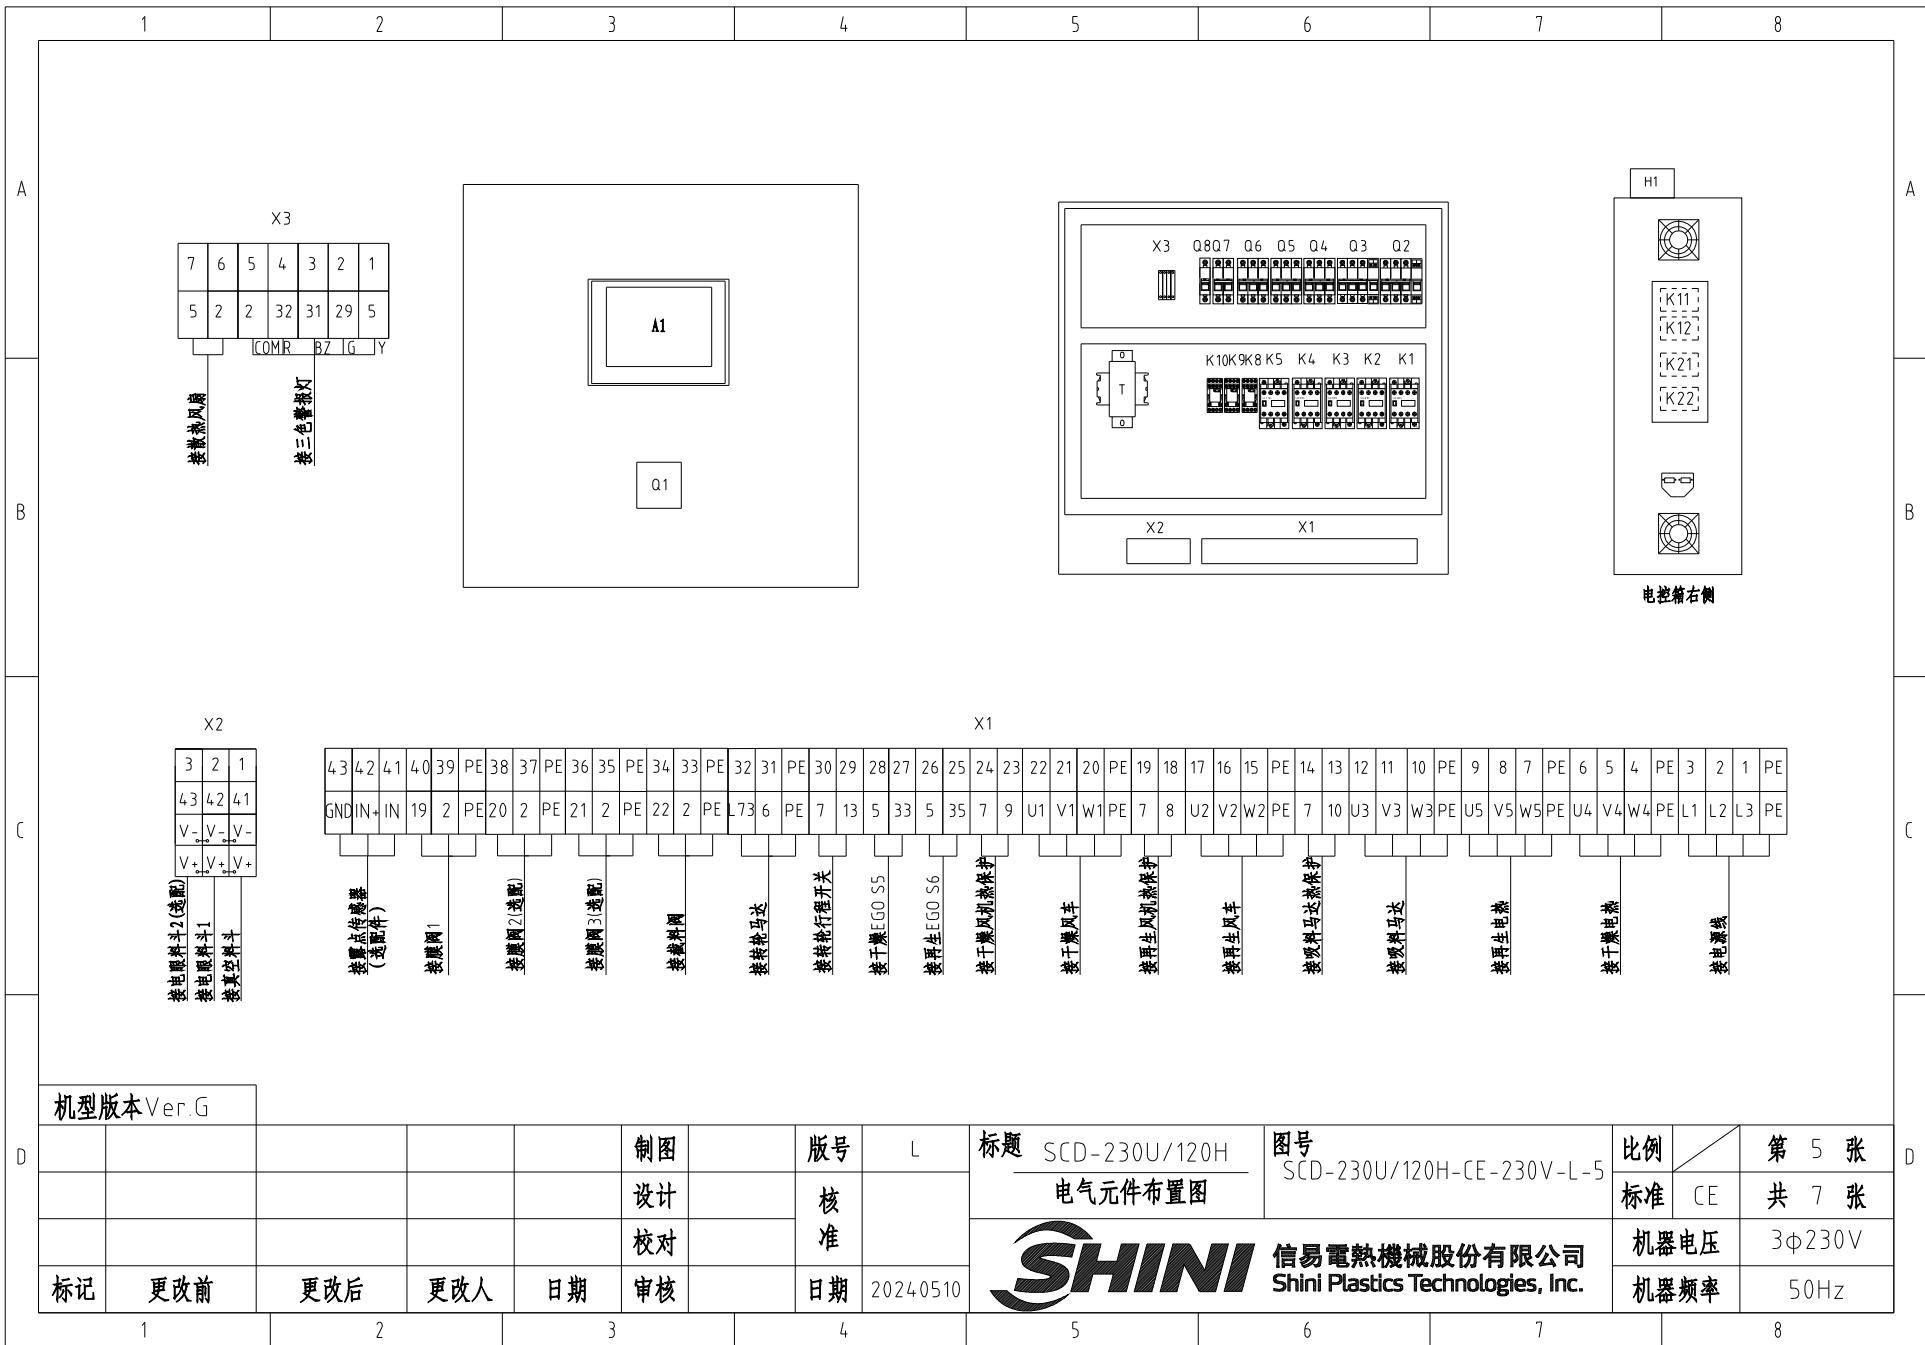 1 2 3 4 5 6 7 8
A A
H1
X3
7 6 5 4 3 2 1
5 2 2 32 31 29 5
COM R BZ G Y
接散热风扇
接三色警报灯
A1
Q1
X3 Q8 Q7 Q6 Q5 Q4 Q3 Q2
K10 K9 K8 K5 K4 K3 K2 K1
T
X2 X1
K11
K12
K21
K22
电控箱右侧
B B
X2
3 2 1
43 42 41
V- V- V-
V+ V+ V+
接电眼料斗2(选配)
接电眼料斗1
接真空料斗
X1
43 42 41 40 39 PE 38 37 PE 36 35 PE 34 33 PE 32 31 PE 30 29 28 27 26 25 24 23 22 21 20 PE 19 18 17 16 15 PE 14 13 12 11 10 PE 9 8 7 PE 6 5 4 PE 3 2 1 PE
GND IN+ IN 19 2 PE 20 2 PE 21 2 PE 22 2 PE L73 6 PE 7 13 5 33 5 35 7 9 U1 V1 W1 PE 7 8 U2 V2 W2 PE 7 10 U3 V3 W3 PE U5 V5 W5 PE U4 V4 W4 PE L1 L2 L3 PE
接露点传感器
(选配件)
接膜阀1
接膜阀2(选配)
接膜阀3(选配)
接截料阀
接转轮马达
接转轮行程开关
接干燥EGO S5
接再生EGO S6
接干燥风机热保护
接干燥风车
接再生风机热保护
接再生风车
接吸料马达热保护
接吸料马达
接再生电热
接干燥电热
接电源线
C C
机型版本Ver.G
D D
制图 版号 L
设计 核准
校对
标记 更改前 更改后 更改人 日期 审核 日期 20240510
标题 SCD-230U/120H
电气元件布置图
图号
SCD-230U/120H-CE-230V-L-5
比例 第 5 张
标准 CE 共 7 张
机器电压 3φ230V
机器频率 50Hz
SHINI
信易電熱機械股份有限公司
Shini Plastics Technologies, Inc.
1 2 3 4 5 6 7 8